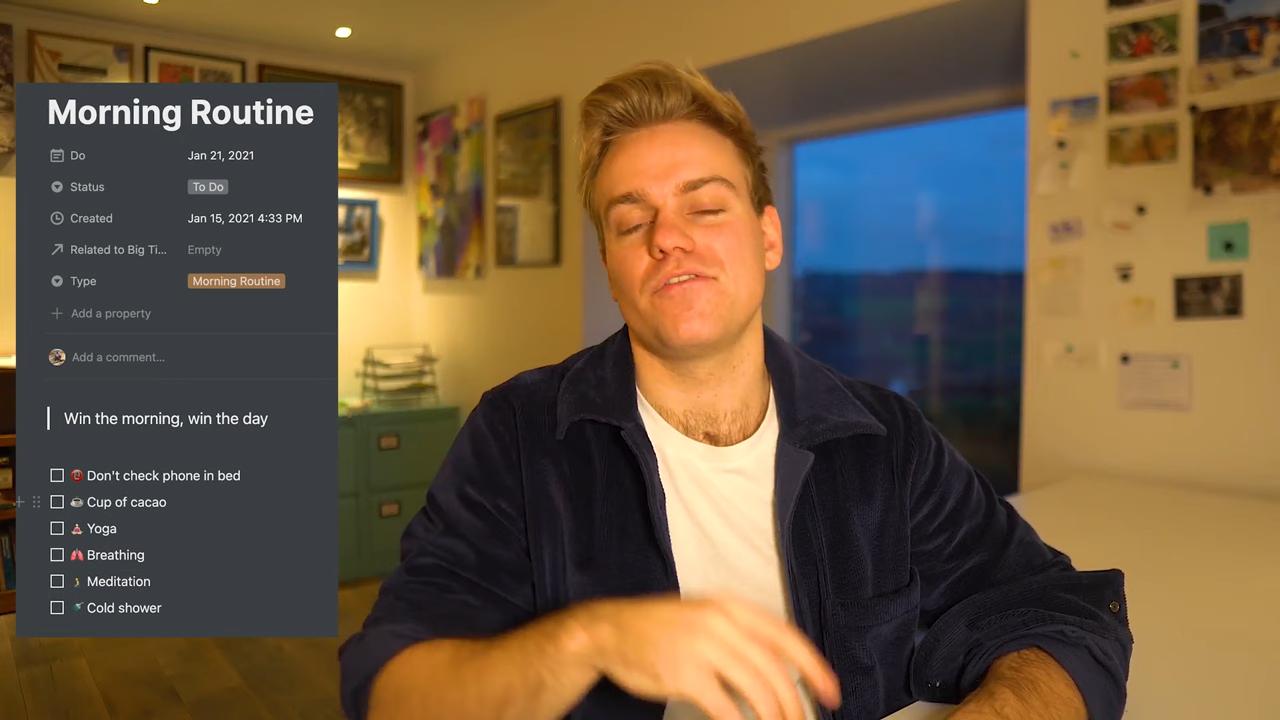 Morning Routine
Do Jan 21, 2021
Status To Do
Created Jan 15, 2021 4:33 PM
Related to Big Ti... Empty
Type Morning Routine
Add a property
Add a comment...
Win the morning, win the day
Don't check phone in bed
Cup of cacao
Yoga
Breathing
Meditation
Cold shower